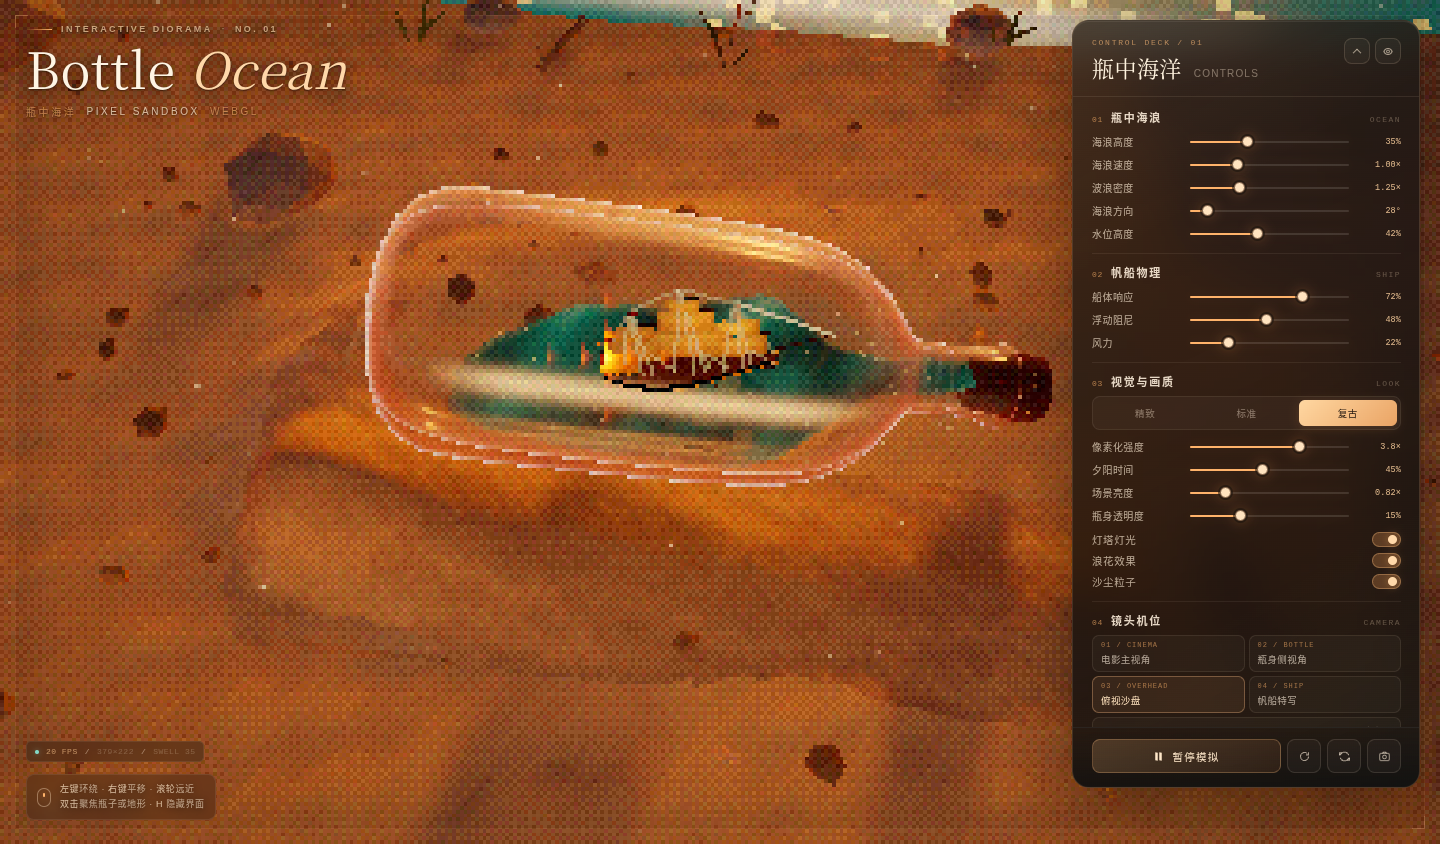 INTERACTIVE DIORAMA · NO. 01
Bottle Ocean
瓶中海洋 PIXEL SANDBOX WEBGL
CONTROL DECK / 01
瓶中海洋 CONTROLS
01 瓶中海浪 OCEAN
海浪高度 35%
海浪速度 1.00×
波浪密度 1.25×
海浪方向 28°
水位高度 42%
02 帆船物理 SHIP
船体响应 72%
浮动阻尼 48%
风力 22%
03 视觉与画质 LOOK
精致 标准 复古
像素化强度 3.8×
夕阳时间 45%
场景亮度 0.82×
瓶身透明度 15%
灯塔灯光
浪花效果
沙尘粒子
04 镜头机位 CAMERA
01 / CINEMA
电影主视角
02 / BOTTLE
瓶身侧视角
03 / OVERHEAD
俯视沙盘
04 / SHIP
帆船特写
暂停模拟
20 FPS / 379×222 / SWELL 35
左键环绕 · 右键平移 · 滚轮远近
双击聚焦瓶子或地形 · H 隐藏界面